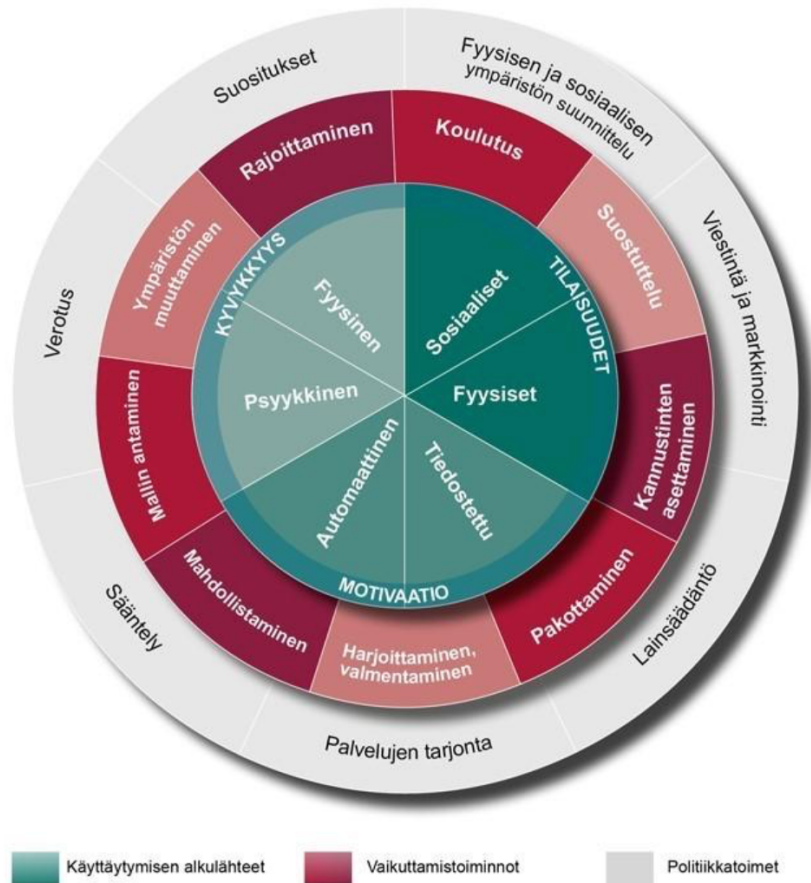 Suositukset
Fyysisen ja sosiaalisen
ympäristön suunnittelu
Viestintä ja markkinointi
Lainsäädäntö
Palvelujen tarjonta
Sääntely
Verotus
Rajoittaminen
Koulutus
Suostuttelu
Kannustinten
asettaminen
Pakottaminen
Harjoittaminen,
valmentaminen
Mahdollistaminen
Mallin antaminen
Ympäristön
muuttaminen
KYVYKKYYS
TILAISUUDET
MOTIVAATIO
Fyysinen
Sosiaaliset
Psyykkinen
Fyysiset
Automaattinen
Tiedostettu
Käyttäytymisen alkulähteet
Vaikuttamistoiminnot
Politiikkatoimet